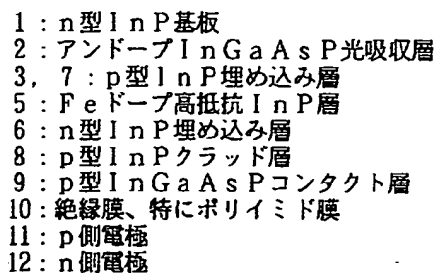 1：n型InP基板
2：アンドープInGaAsP光吸収層
3，7：p型InP埋め込み層
5：Feドープ高抵抗InP層
6：n型InP埋め込み層
8：p型InPクラッド層
9：p型InGaAsPコンタクト層
10：絶縁膜、特にポリイミド膜
11：p側電極
12：n側電極